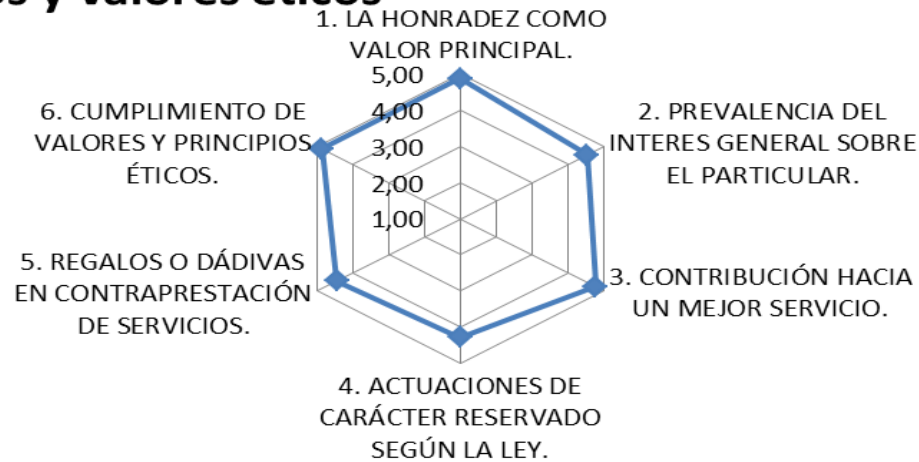 y valores éticos
1. LA HONRADEZ COMO
VALOR PRINCIPAL.
5,00
4,00
3,00
2,00
1,00
2. PREVALENCIA DEL
INTERES GENERAL SOBRE
EL PARTICULAR.
3. CONTRIBUCIÓN HACIA
UN MEJOR SERVICIO.
4. ACTUACIONES DE
CARÁCTER RESERVADO
SEGÚN LA LEY.
5. REGALOS O DÁDIVAS
EN CONTRAPRESTACIÓN
DE SERVICIOS.
6. CUMPLIMIENTO DE
VALORES Y PRINCIPIOS
ÉTICOS.